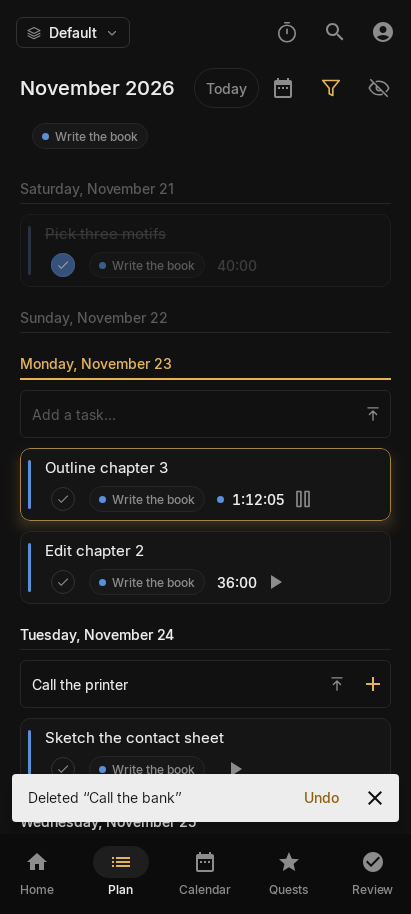 Default
November 2026
Today
Write the book
Saturday, November 21
Pick three motifs
Write the book
40:00
Sunday, November 22
Monday, November 23
Add a task...
Outline chapter 3
Write the book
1:12:05
Edit chapter 2
Write the book
36:00
Tuesday, November 24
Call the printer
Sketch the contact sheet
Write the book
Deleted “Call the bank”
Undo
Wednesday, November 25
Home
Plan
Calendar
Quests
Review